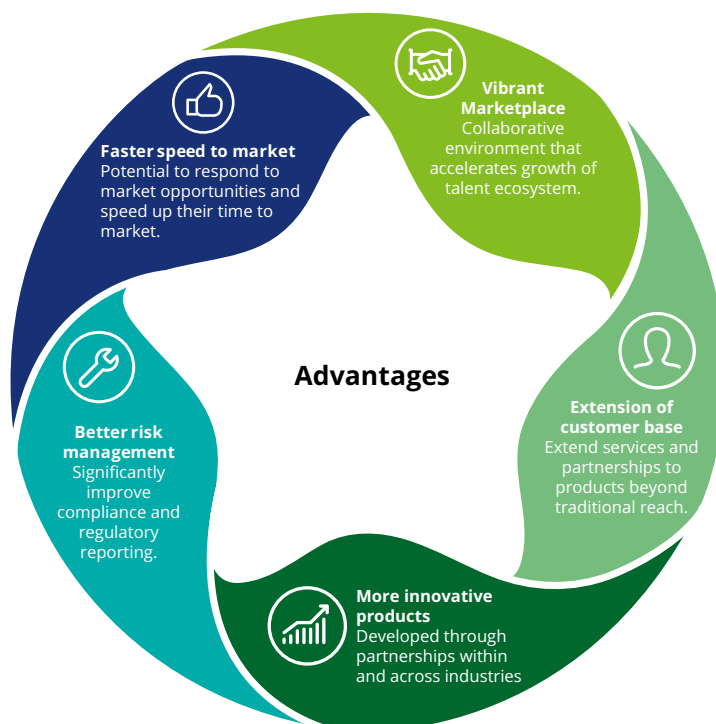 Faster speed to market
Potential to respond to
market opportunities and
speed up their time to
market.
Vibrant
Marketplace
Collaborative
environment that
accelerates growth of
talent ecosystem.
Advantages
Extension of
customer base
Extend services and
partnerships to
products beyond
traditional reach.
Better risk
management
Significantly
improve
compliance and
regulatory
reporting.
More innovative
products
Developed through
partnerships within
and across industries